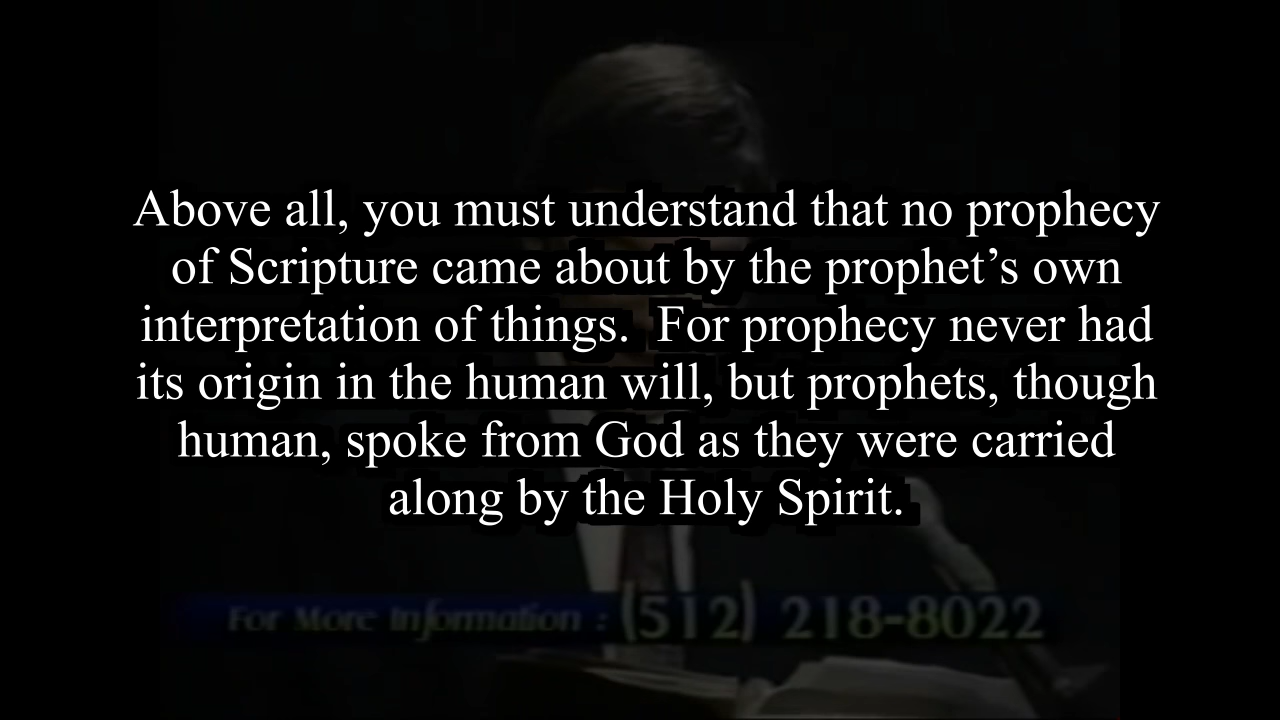 Above all, you must understand that no prophecy
of Scripture came about by the prophet’s own
interpretation of things.  For prophecy never had
its origin in the human will, but prophets, though
human, spoke from God as they were carried
along by the Holy Spirit.
For More Information : (512) 218-8022